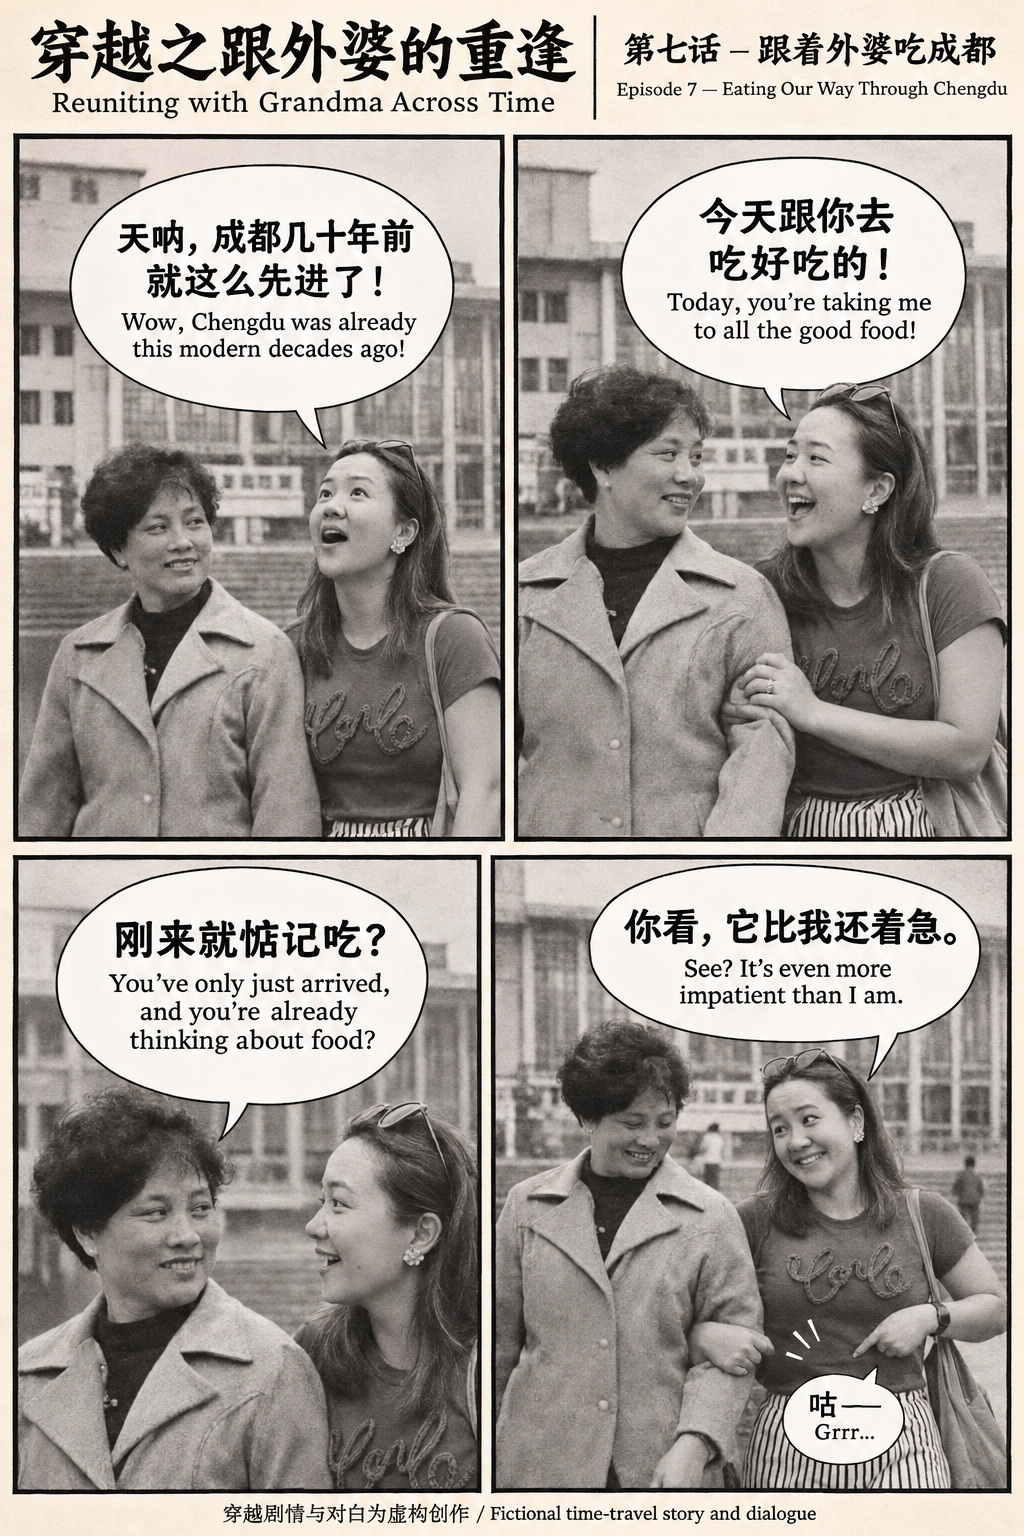 穿越之跟外婆的重逢
Reuniting with Grandma Across Time
第七话 – 跟着外婆吃成都
Episode 7 — Eating Our Way Through Chengdu
天呐，成都几十年前
就这么先进了！
Wow, Chengdu was already
this modern decades ago!
今天跟你去
吃好吃的！
Today, you're taking me
to all the good food!
刚来就惦记吃？
You've only just arrived,
and you're already
thinking about food?
你看，它比我还着急。
See? It's even more
impatient than I am.
咕——
Grrr...
穿越剧情与对白为虚构创作 / Fictional time-travel story and dialogue